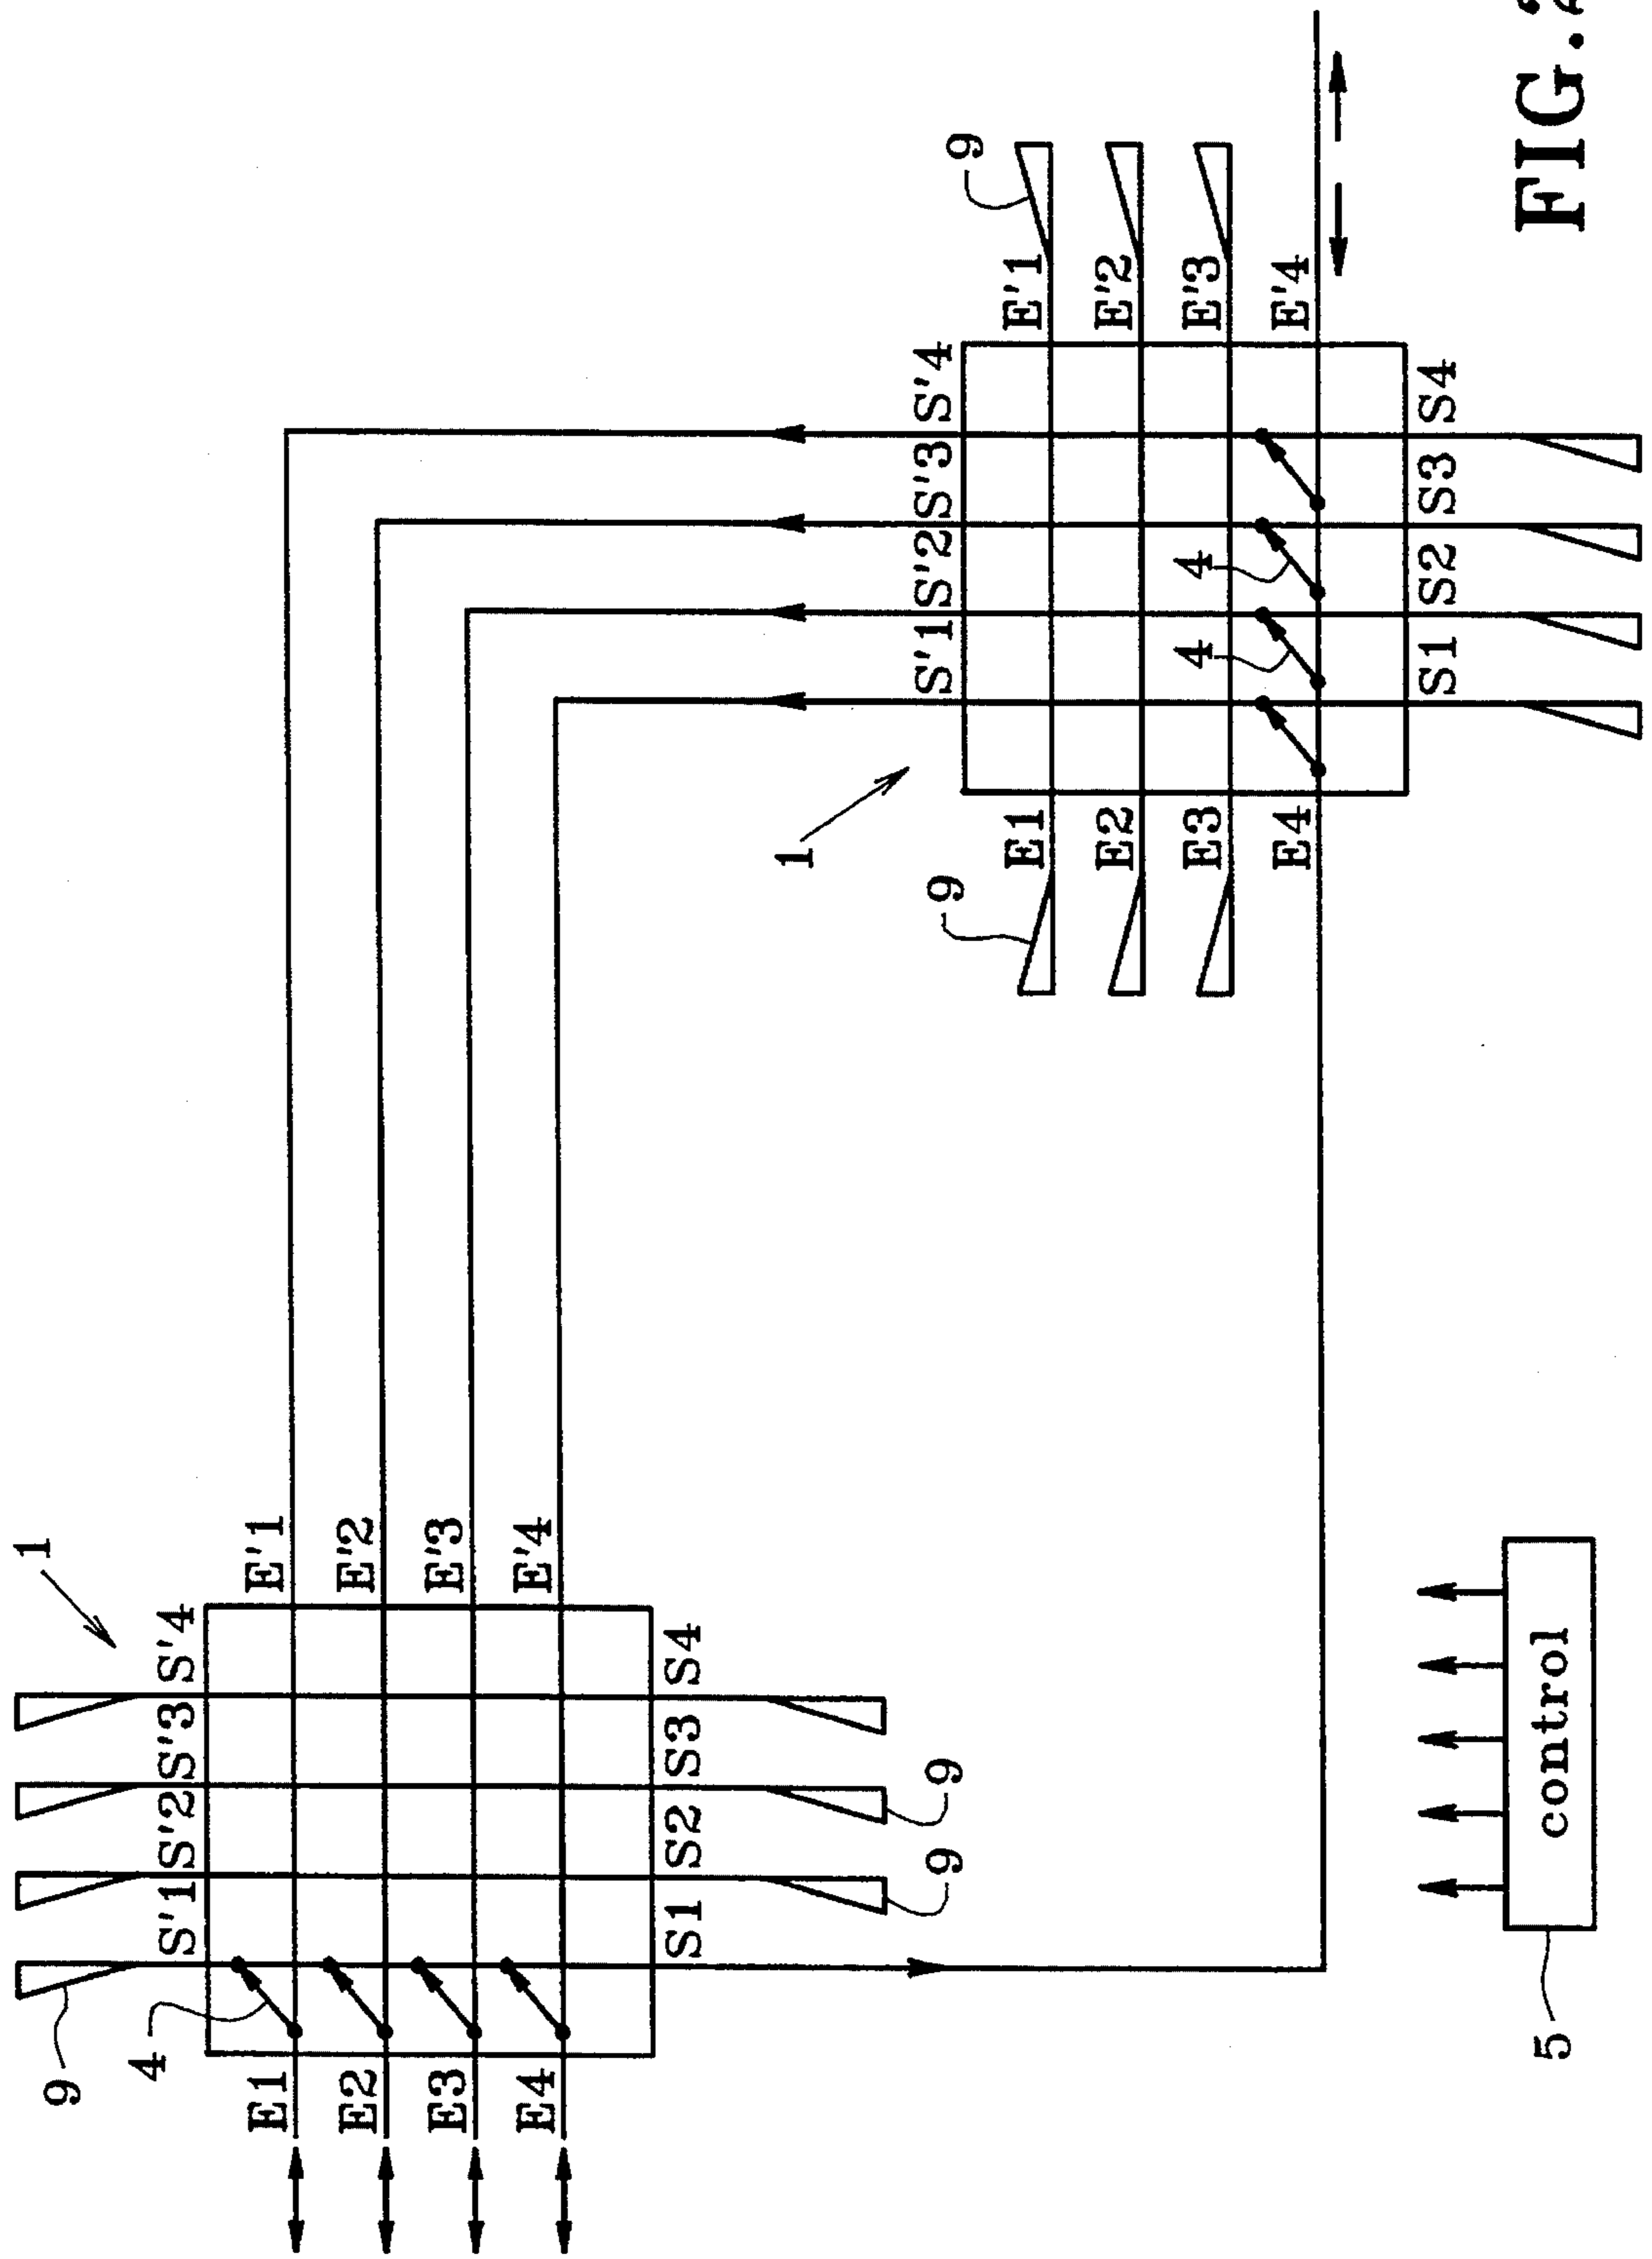 1
9
4
S'1 S'2 S'3 S'4
E1 E'1
E2 E'2
E3 E'3
E4 E'4
S1 S2 S3 S4
9 9
1
S'1 S'2 S'3 S'4
9 9
E1 E'1
E2 E'2
4 4
E3 E'3
E4 E'4
S1 S2 S3 S4
5 control
FIG.